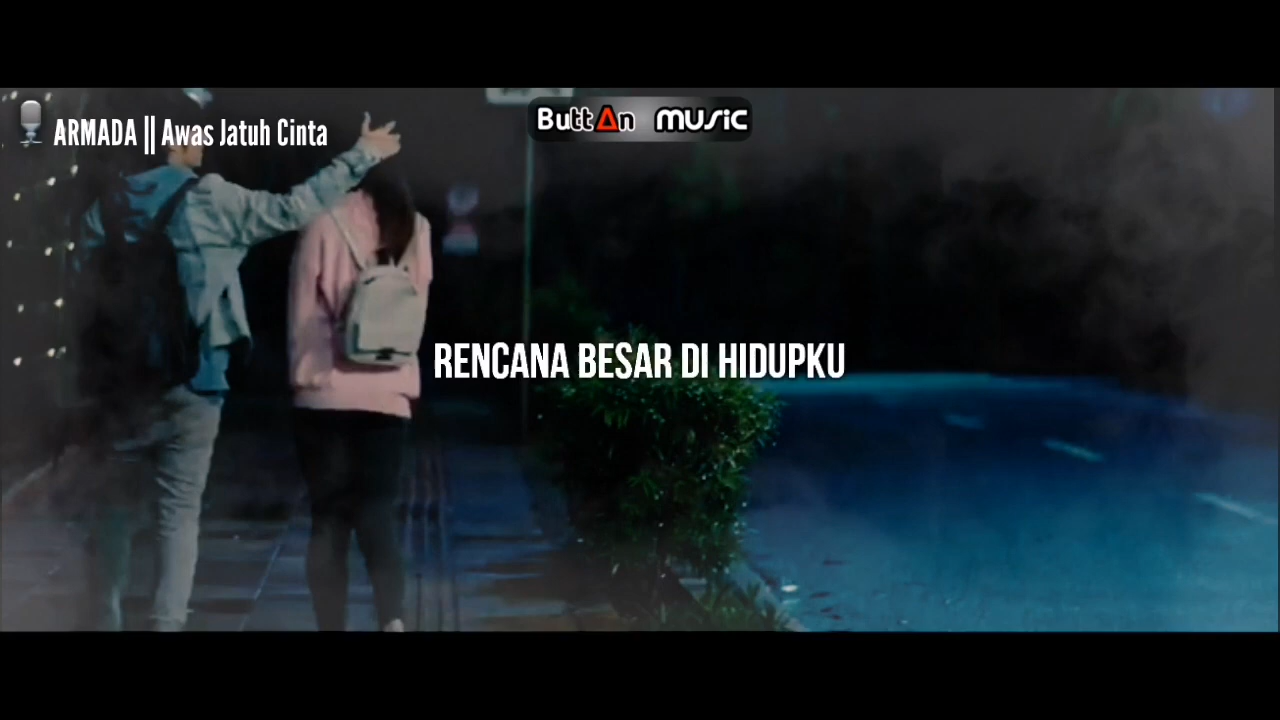 ARMADA || Awas Jatuh Cinta
ButtAn MUSIC
RENCANA BESAR DI HIDUPKU